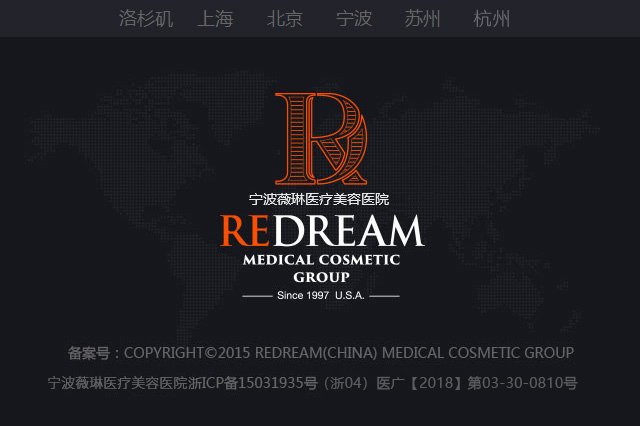 洛杉矶 上海 北京 宁波 苏州 杭州
宁波薇琳医疗美容医院
REDREAM
MEDICAL COSMETIC
GROUP
Since 1997 U.S.A.
备案号：COPYRIGHT©2015 REDREAM(CHINA) MEDICAL COSMETIC GROUP
宁波薇琳医疗美容医院浙ICP备15031935号（浙04）医广【2018】第03-30-0810号